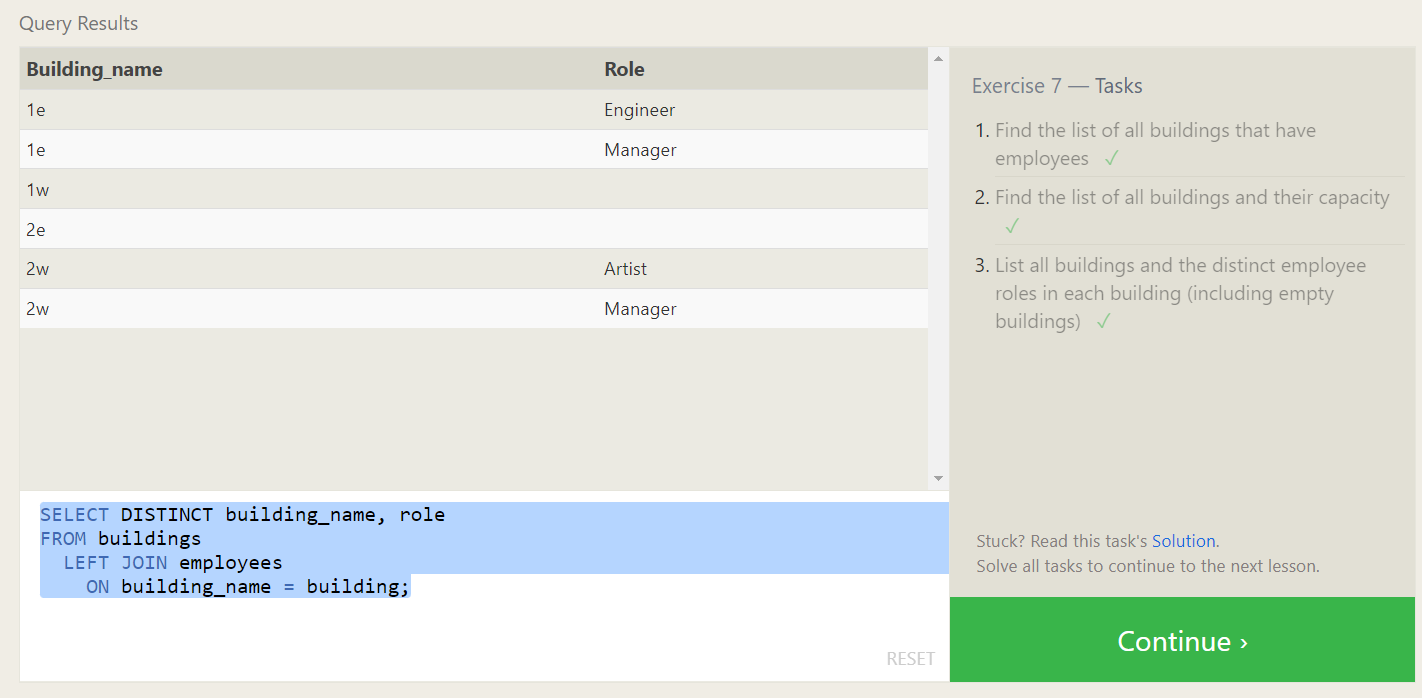 Query Results
Building_name Role
1e Engineer
1e Manager
1w
2e
2w Artist
2w Manager
SELECT DISTINCT building_name, role
FROM buildings
LEFT JOIN employees
ON building_name = building;
RESET
Exercise 7 — Tasks
1. Find the list of all buildings that have
employees ✓
2. Find the list of all buildings and their capacity
✓
3. List all buildings and the distinct employee
roles in each building (including empty
buildings) ✓
Stuck? Read this task's Solution.
Solve all tasks to continue to the next lesson.
Continue ›